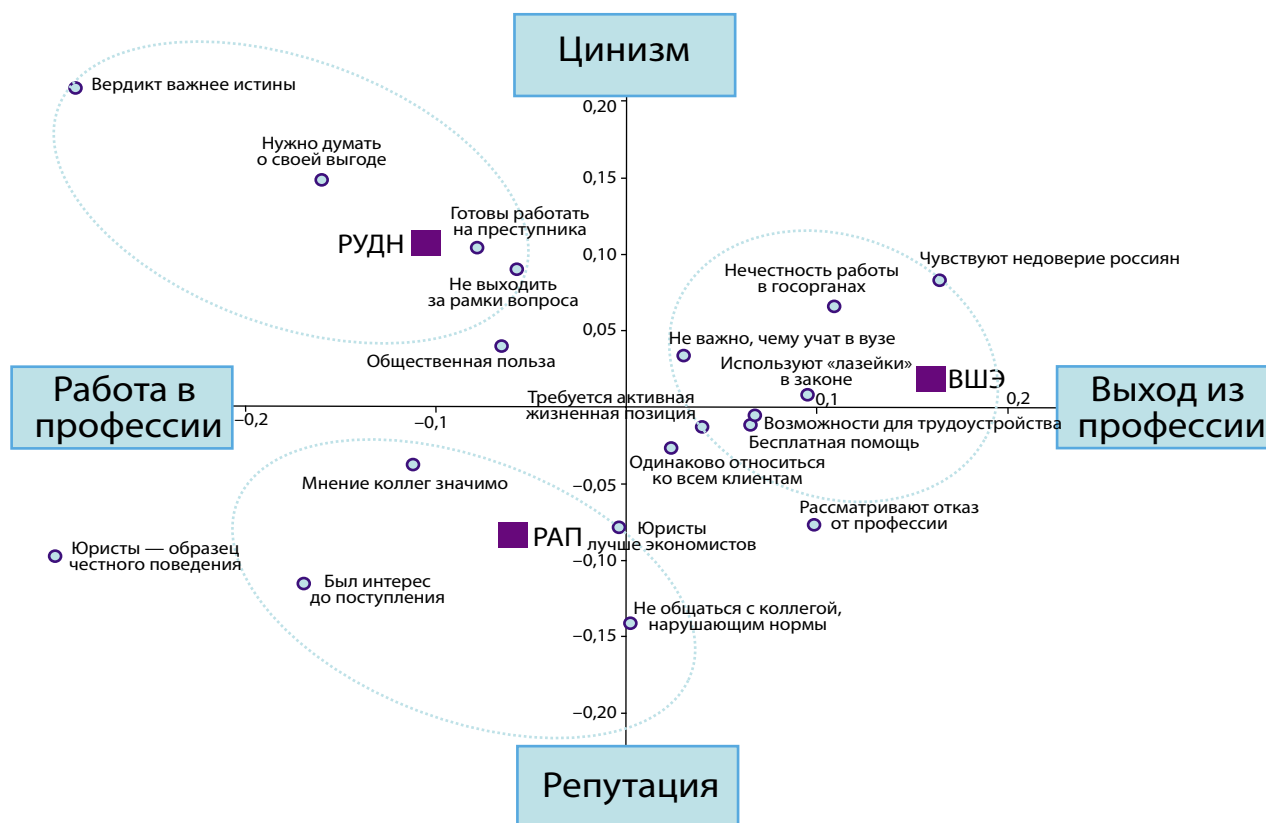 Цинизм
Вердикт важнее истины
0,20
Нужно думать
о своей выгоде
0,15
Готовы работать
на преступника
РУДН
0,10
Не выходить
за рамки вопроса
Нечестность работы
в госорганах
Чувствуют недоверие россиян
0,05
Общественная польза
Не важно, чему учат в вузе
Используют «лазейки»
в законе
ВШЭ
Работа в
профессии
Выход из
профессии
–0,2
–0,1
0,1
0,2
Требуется активная
жизненная позиция
Возможности для трудоустройства
Бесплатная помощь
Одинаково относиться
ко всем клиентам
Мнение коллег значимо
–0,05
Рассматривают отказ
от профессии
РАП
Юристы
лучше экономистов
Юристы — образец
честного поведения
–0,10
Был интерес
до поступления
Не общаться с коллегой,
нарушающим нормы
–0,15
–0,20
Репутация